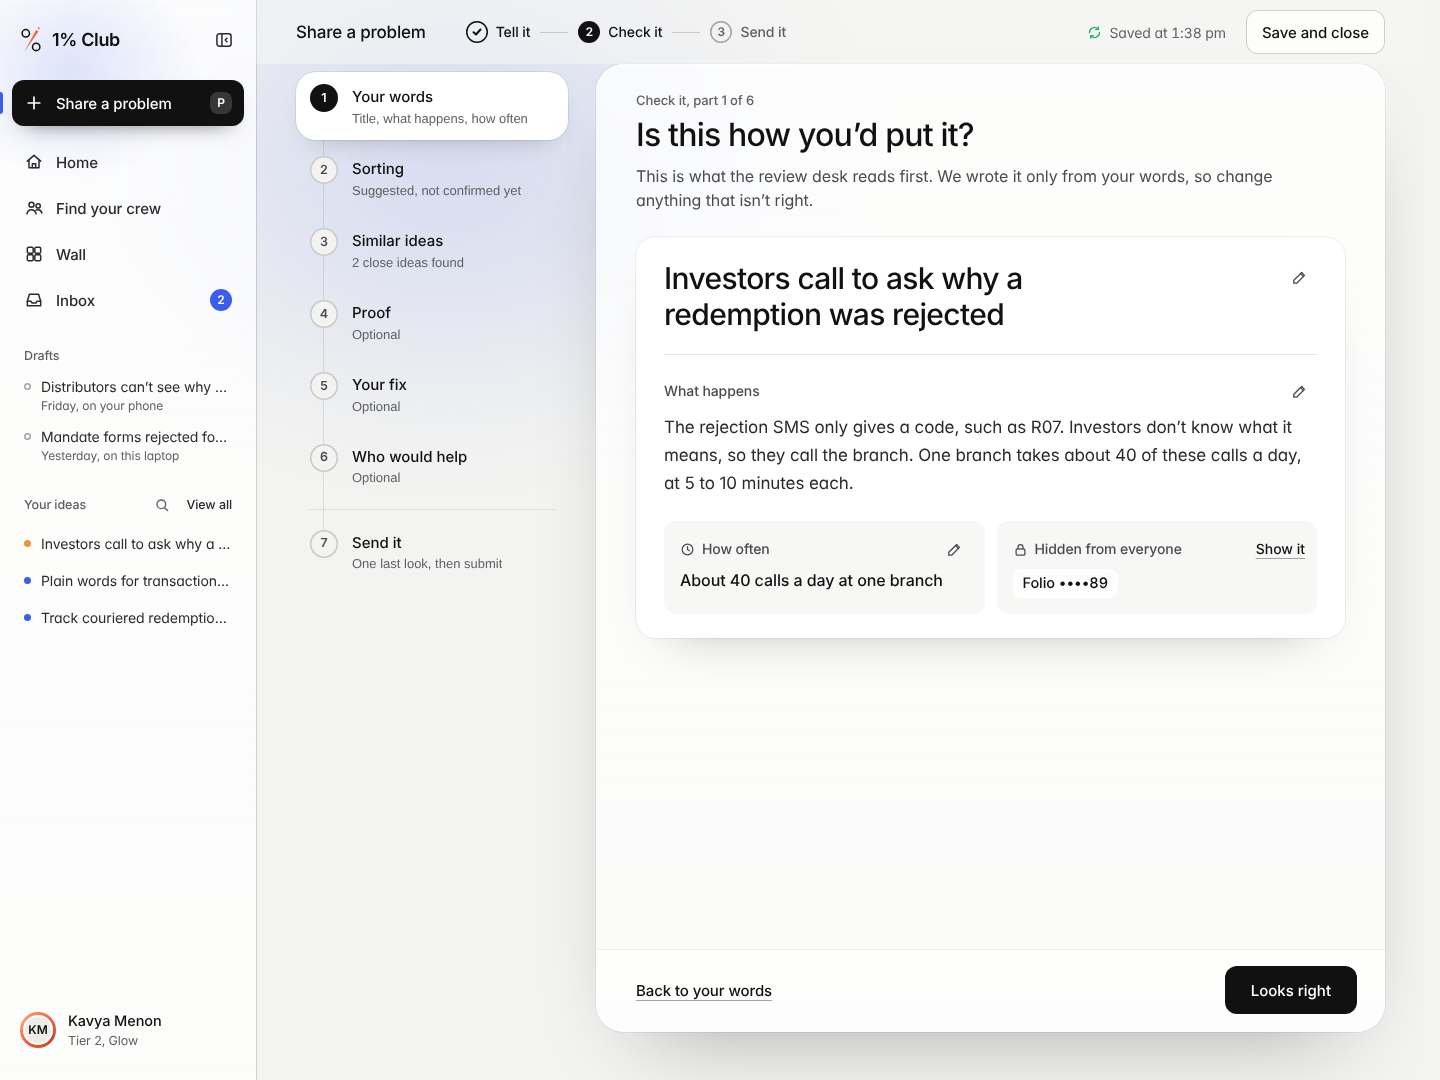 1% Club
Share a problem P
Home
Find your crew
Wall
Inbox 2
Drafts
Distributors can’t see why ...
Friday, on your phone
Mandate forms rejected fo...
Yesterday, on this laptop
Your ideas View all
Investors call to ask why a ...
Plain words for transaction...
Track couriered redemptio...
KM
Kavya Menon
Tier 2, Glow
Share a problem Tell it 2 Check it 3 Send it
Saved at 1:38 pm Save and close
1 Your words
Title, what happens, how often
2 Sorting
Suggested, not confirmed yet
3 Similar ideas
2 close ideas found
4 Proof
Optional
5 Your fix
Optional
6 Who would help
Optional
7 Send it
One last look, then submit
Check it, part 1 of 6
Is this how you’d put it?
This is what the review desk reads first. We wrote it only from your words, so change
anything that isn’t right.
Investors call to ask why a
redemption was rejected
What happens
The rejection SMS only gives a code, such as R07. Investors don’t know what it
means, so they call the branch. One branch takes about 40 of these calls a day,
at 5 to 10 minutes each.
How often
About 40 calls a day at one branch
Hidden from everyone Show it
Folio ••••89
Back to your words Looks right